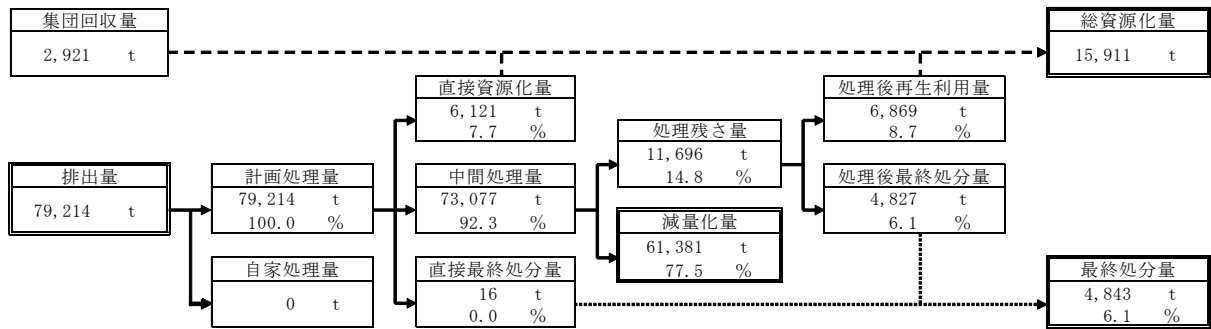 集団回収量
2,921 t
総資源化量
15,911 t
直接資源化量
6,121 t
7.7 %
処理後再生利用量
6,869 t
8.7 %
処理残さ量
11,696 t
14.8 %
排出量
79,214 t
計画処理量
79,214 t
100.0 %
中間処理量
73,077 t
92.3 %
処理後最終処分量
4,827 t
6.1 %
減量化量
61,381 t
77.5 %
自家処理量
0 t
直接最終処分量
16 t
0.0 %
最終処分量
4,843 t
6.1 %